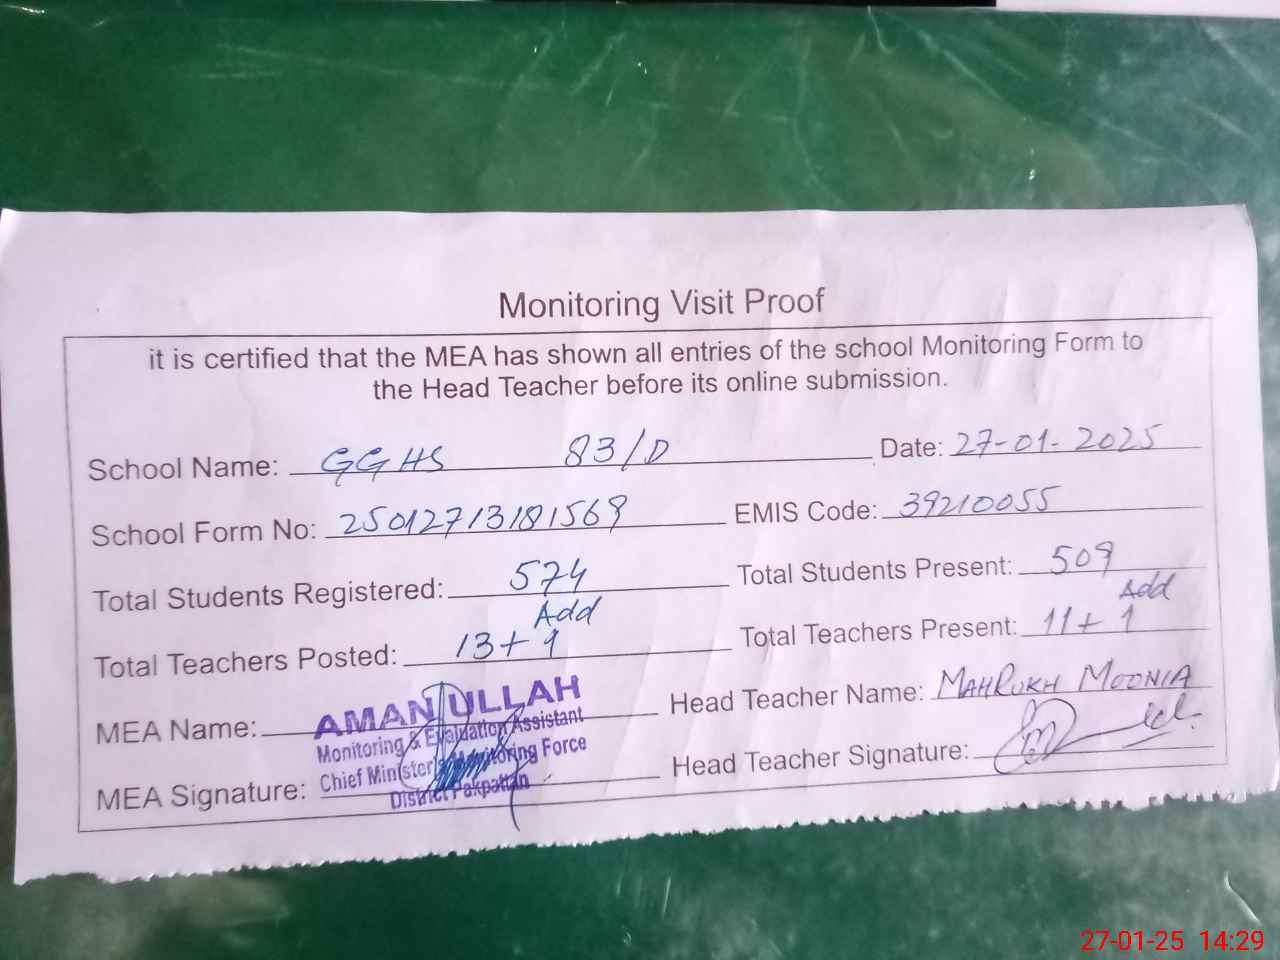 Monitoring Visit Proof
it is certified that the MEA has shown all entries of the school Monitoring Form to
the Head Teacher before its online submission.
School Name: GGHS 83/D Date: 27-01-2025
School Form No: 25012713181569 EMIS Code: 39210055
Total Students Registered: 574 Total Students Present: 509
Add Add
Total Teachers Posted: 13+1 Total Teachers Present: 11+1
MEA Name: AMAN ULLAH Head Teacher Name: MAHRUKH MOONIA
Monitoring & Evaluation Assistant
Chief Minister's Monitoring Force
MEA Signature: Head Teacher Signature:
District Pakpattan
27-01-25 14:29